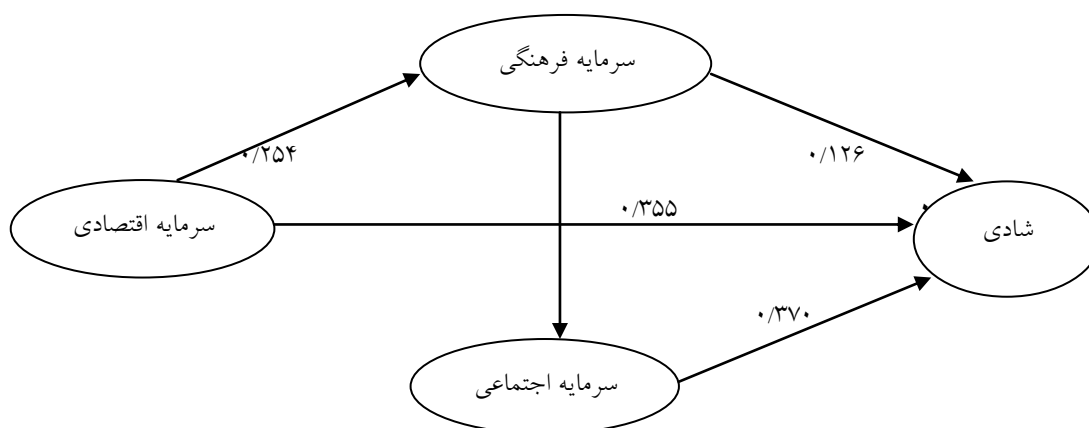 سرمایه فرهنگی
۰/۲۵۴
۰/۱۲۶
سرمایه اقتصادی
۰/۳۵۵
شادی
۰/۳۷۰
سرمایه اجتماعی